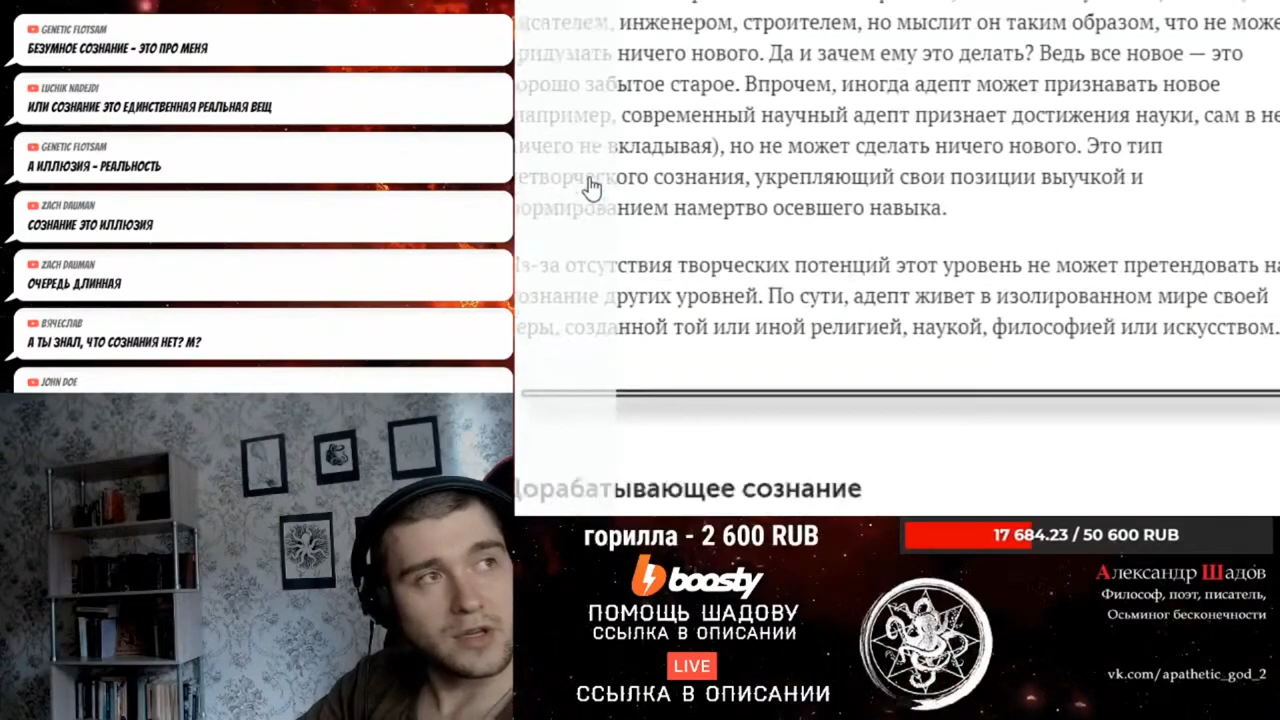 GENETIC FLOTSAM
БЕЗУМНОЕ СОЗНАНИЕ - ЭТО ПРО МЕНЯ
LUCHIK NADEJDI
ИЛИ СОЗНАНИЕ ЭТО ЕДИНСТВЕННАЯ РЕАЛЬНАЯ ВЕЩ
GENETIC FLOTSAM
А ИЛЛЮЗИЯ - РЕАЛЬНОСТЬ
ZACH DAUMAN
СОЗНАНИЕ ЭТО ИЛЛЮЗИЯ
ZACH DAUMAN
ОЧЕРЕДЬ ДЛИННАЯ
ВЯЧЕСЛАВ
А ТЫ ЗНАЛ, ЧТО СОЗНАНИЯ НЕТ? М?
JOHN DOE
инженером, строителем, но мыслит он таким образом, что не може
ничего нового. Да и зачем ему это делать? Ведь все новое — это
забытое старое. Впрочем, иногда адепт может признавать новое
современный научный адепт признает достижения науки, сам в не
не вкладывая), но не может сделать ничего нового. Это тип
сознания, укрепляющий свои позиции выучкой и
намертво осевшего навыка.
отсутствия творческих потенций этот уровень не может претендовать на
других уровней. По сути, адепт живет в изолированном мире своей
созданной той или иной религией, наукой, философией или искусством.
Дорабатывающее сознание
горилла - 2 600 RUB
17 684.23 / 50 600 RUB
boosty
ПОМОЩЬ ШАДОВУ
ССЫЛКА В ОПИСАНИИ
LIVE
ССЫЛКА В ОПИСАНИИ
Александр Шадов
Философ, поэт, писатель,
Осьминог бесконечности
vk.com/apathetic_god_2